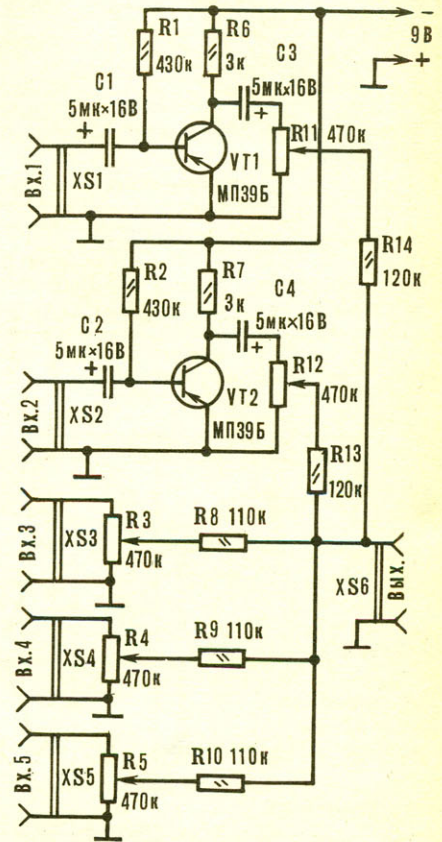 R1
430к
R6
3к
C3
5мк×16В
+
−
9В
+
C1
5мк×16В
+
R11 470к
VT1
МП39Б
Вх.1
XS1
R14
120к
R2
430к
R7
3к
C4
5мк×16В
+
C2
5мк×16В
+
R12
470к
VT2
МП39Б
Вх.2
XS2
R13
120к
Вх.3
XS3
R3
470к
R8 110к
XS6
Вых.
Вх.4
XS4
R4
470к
R9 110к
Вх.5
XS5
R5
470к
R10 110к